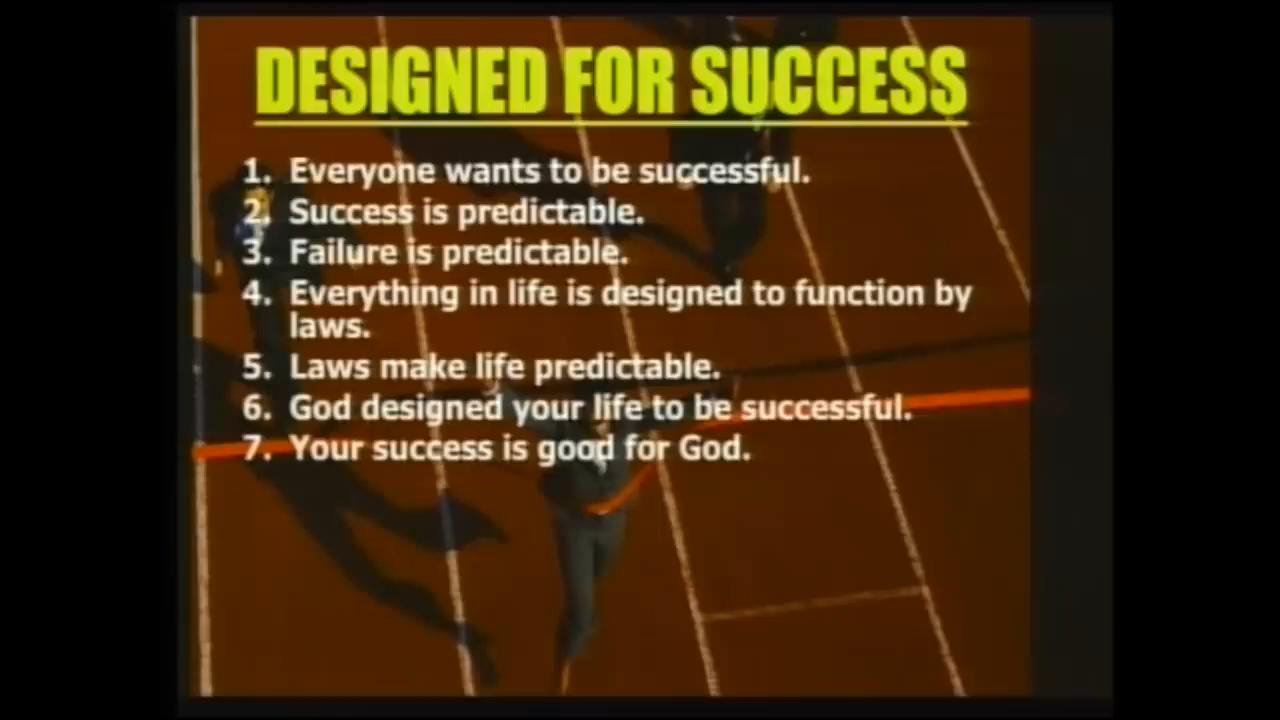 DESIGNED FOR SUCCESS
1. Everyone wants to be successful.
2. Success is predictable.
3. Failure is predictable.
4. Everything in life is designed to function by
laws.
5. Laws make life predictable.
6. God designed your life to be successful.
7. Your success is good for God.